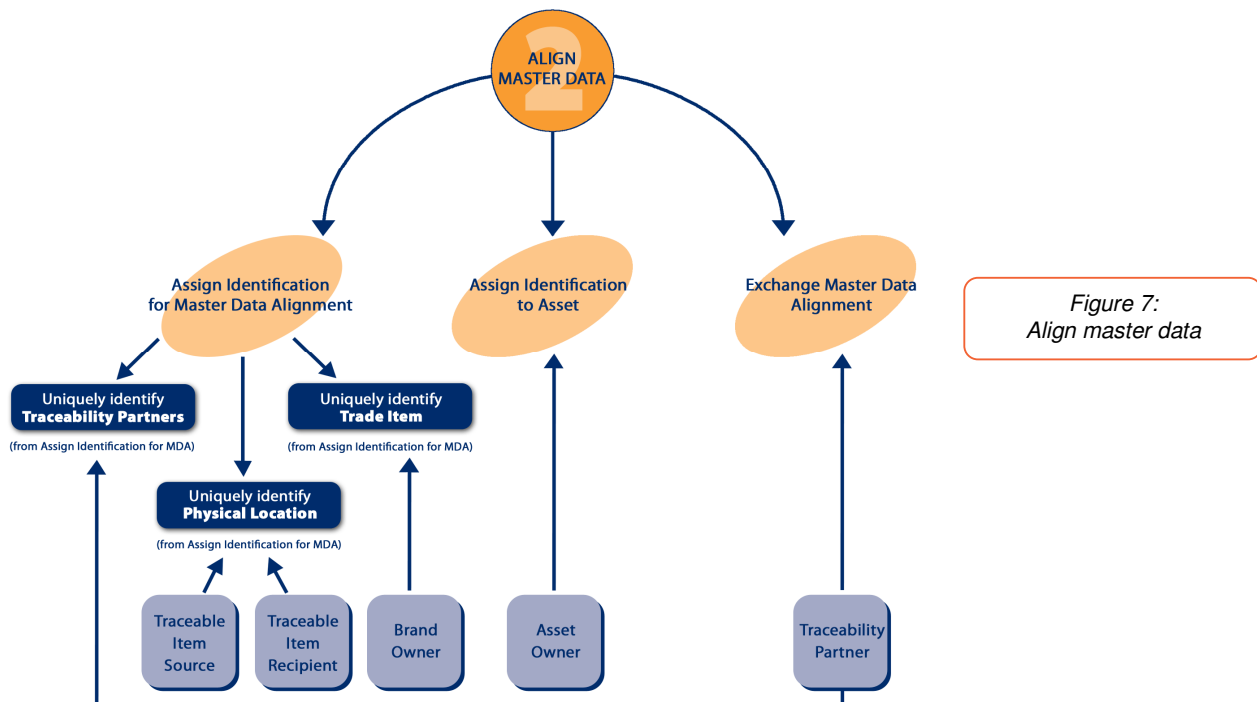 2
ALIGN
MASTER DATA
Assign Identification
for Master Data Alignment
Assign Identification
to Asset
Exchange Master Data
Alignment
Figure 7:
Align master data
Uniquely identify
Traceability Partners
(from Assign Identification for MDA)
Uniquely identify
Trade Item
(from Assign Identification for MDA)
Uniquely identify
Physical Location
(from Assign Identification for MDA)
Traceable
Item
Source
Traceable
Item
Recipient
Brand
Owner
Asset
Owner
Traceability
Partner